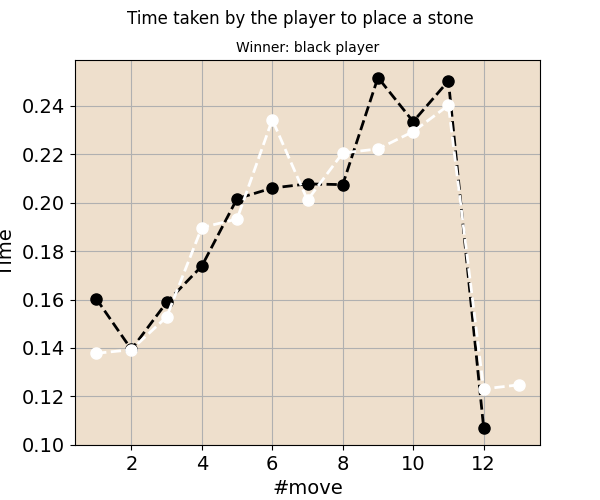 Time taken by the player to place a stone
Winner: black player
0.24
0.22
0.20
0.18
0.16
0.14
0.12
0.10
Time
2 4 6 8 10 12
#move